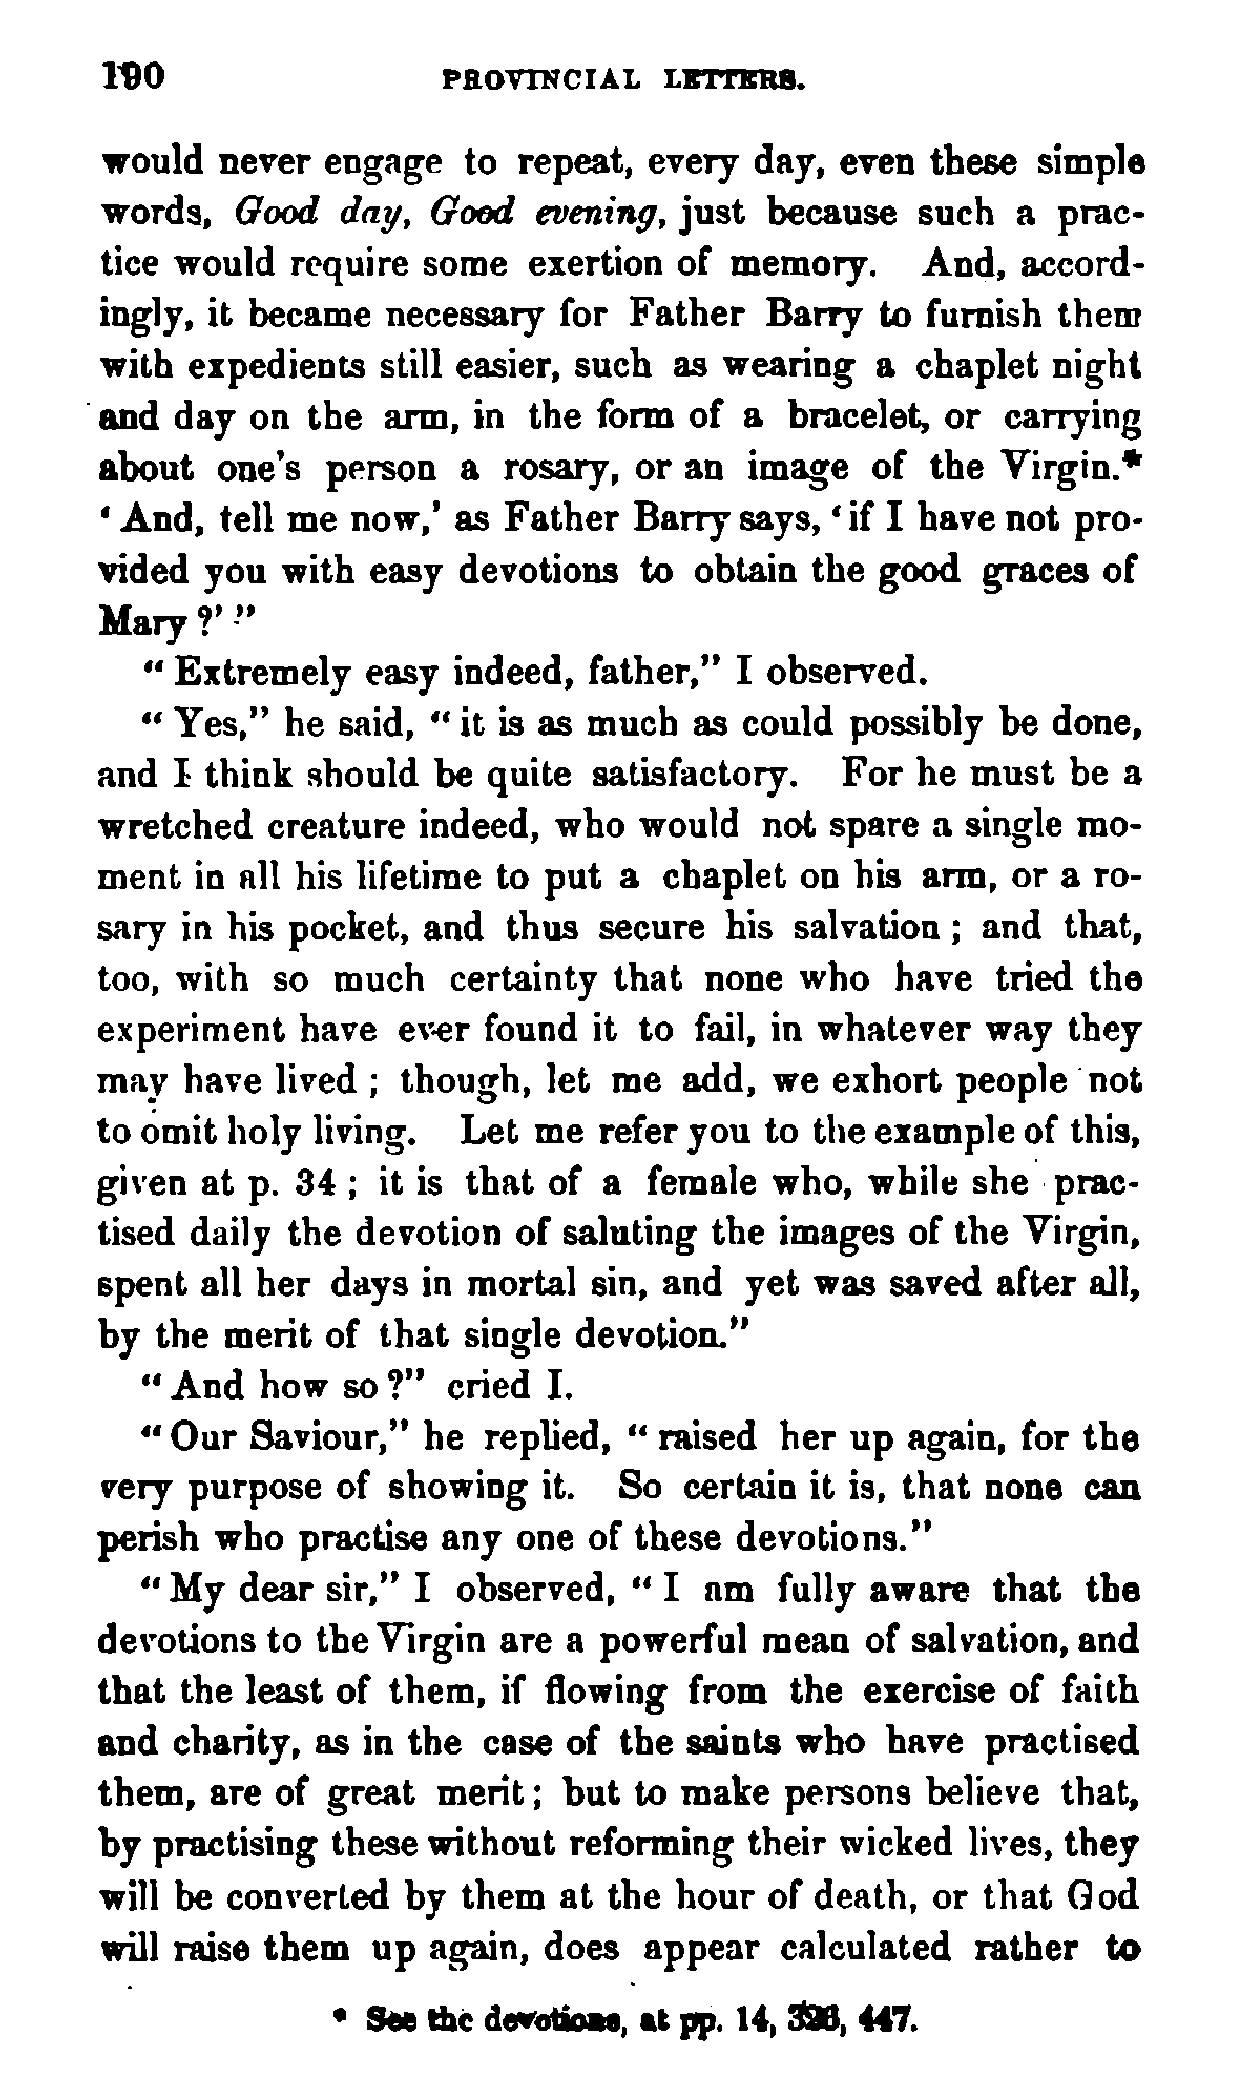 190 PROVINCIAL LETTERS.
would never engage to repeat, every day, even these simple
words, Good day, Good evening, just because such a prac-
tice would require some exertion of memory. And, accord-
ingly, it became necessary for Father Barry to furnish them
with expedients still easier, such as wearing a chaplet night
and day on the arm, in the form of a bracelet, or carrying
about one's person a rosary, or an image of the Virgin.*
‘And, tell me now,’ as Father Barry says, ‘if I have not pro-
vided you with easy devotions to obtain the good graces of
Mary?’”
“Extremely easy indeed, father,” I observed.
“Yes,” he said, “it is as much as could possibly be done,
and I think should be quite satisfactory. For he must be a
wretched creature indeed, who would not spare a single mo-
ment in all his lifetime to put a chaplet on his arm, or a ro-
sary in his pocket, and thus secure his salvation; and that,
too, with so much certainty that none who have tried the
experiment have ever found it to fail, in whatever way they
may have lived; though, let me add, we exhort people not
to omit holy living. Let me refer you to the example of this,
given at p. 34; it is that of a female who, while she prac-
tised daily the devotion of saluting the images of the Virgin,
spent all her days in mortal sin, and yet was saved after all,
by the merit of that single devotion.”
“And how so?” cried I.
“Our Saviour,” he replied, “raised her up again, for the
very purpose of showing it. So certain it is, that none can
perish who practise any one of these devotions.”
“My dear sir,” I observed, “I am fully aware that the
devotions to the Virgin are a powerful mean of salvation, and
that the least of them, if flowing from the exercise of faith
and charity, as in the case of the saints who have practised
them, are of great merit; but to make persons believe that,
by practising these without reforming their wicked lives, they
will be converted by them at the hour of death, or that God
will raise them up again, does appear calculated rather to
* See the devotions, at pp. 14, 326, 447.